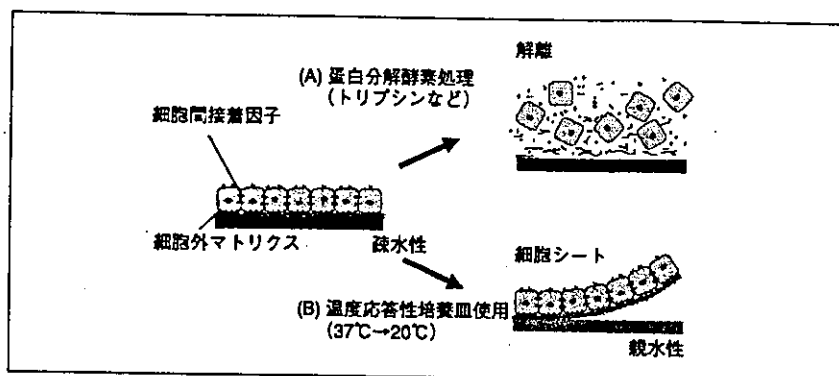 解離
(A) 蛋白分解酵素処理
(トリプシンなど)
細胞間接着因子
細胞外マトリクス
疎水性
細胞シート
(B) 温度応答性培養皿使用
(37℃→20℃)
親水性